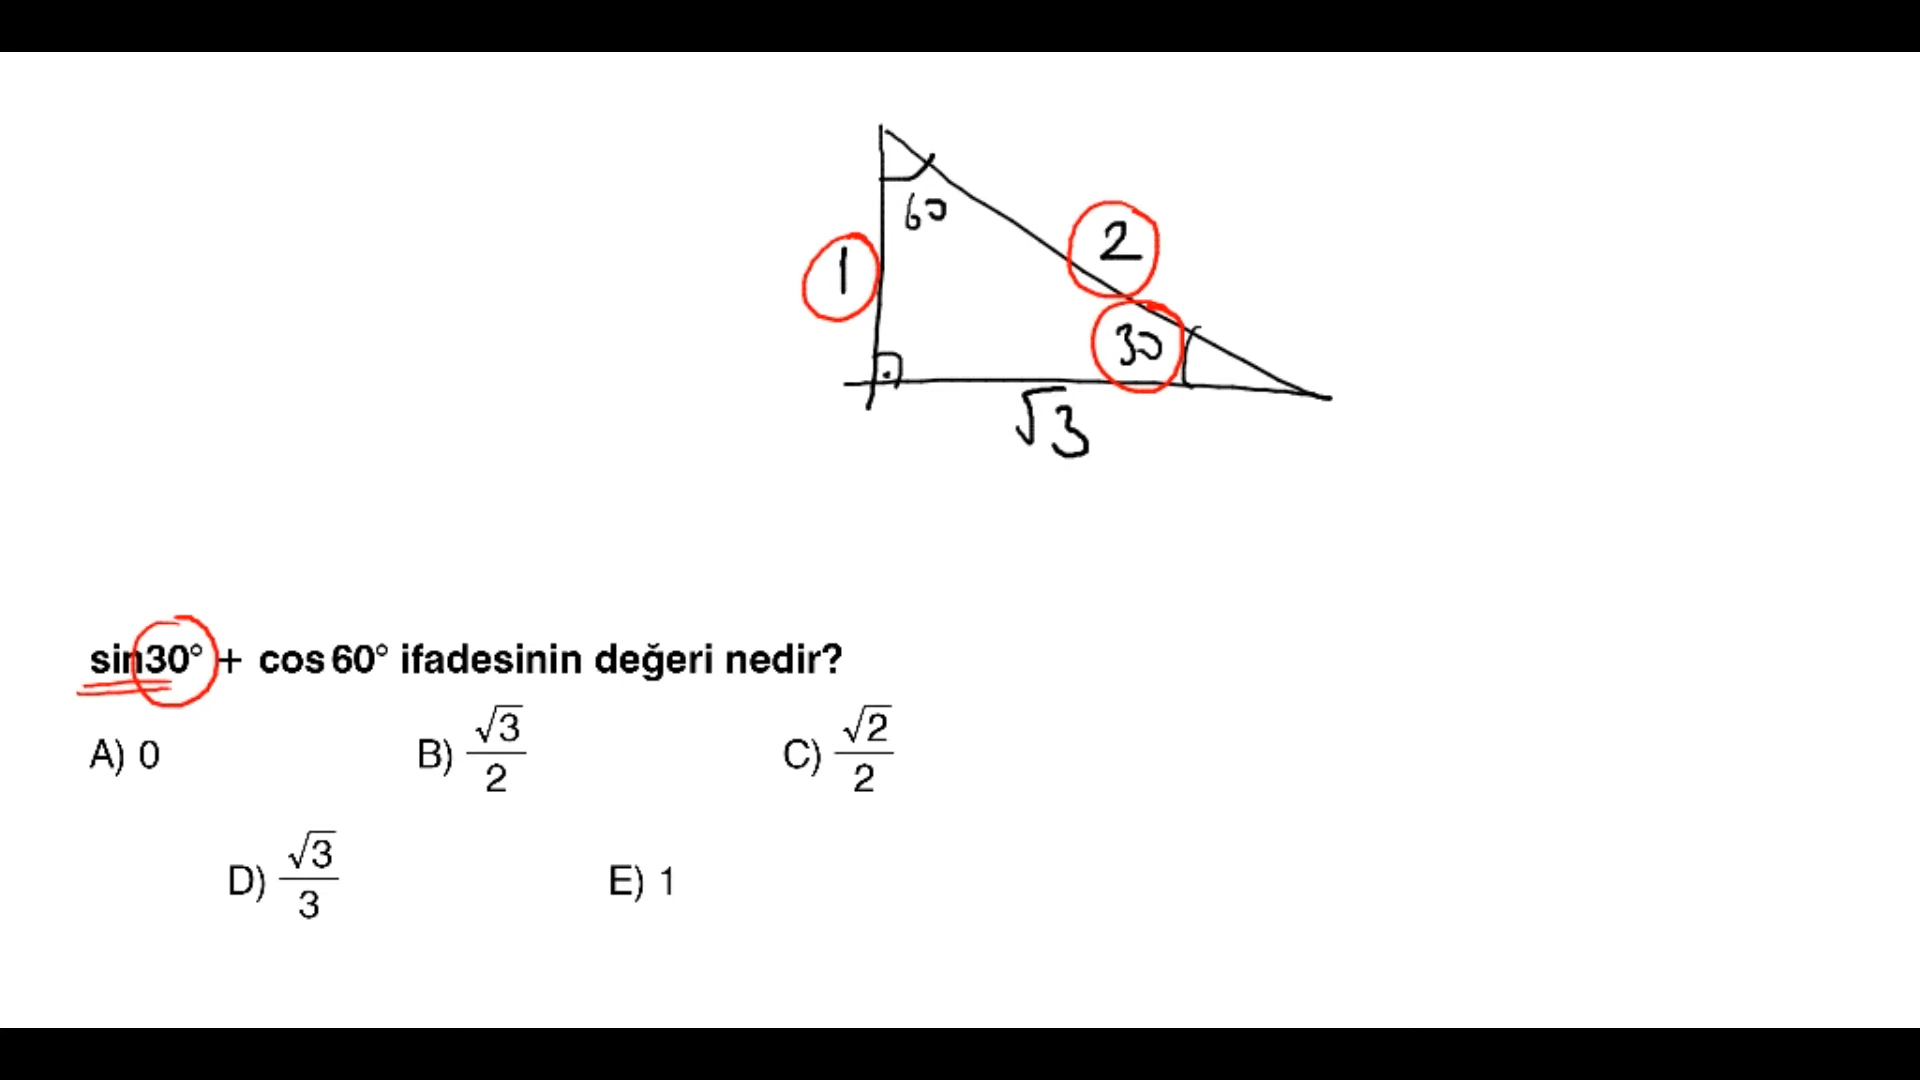 60
2
1
30
√3
sin30° + cos60° ifadesinin değeri nedir?
A) 0 B) √3/2 C) √2/2
D) √3/3 E) 1